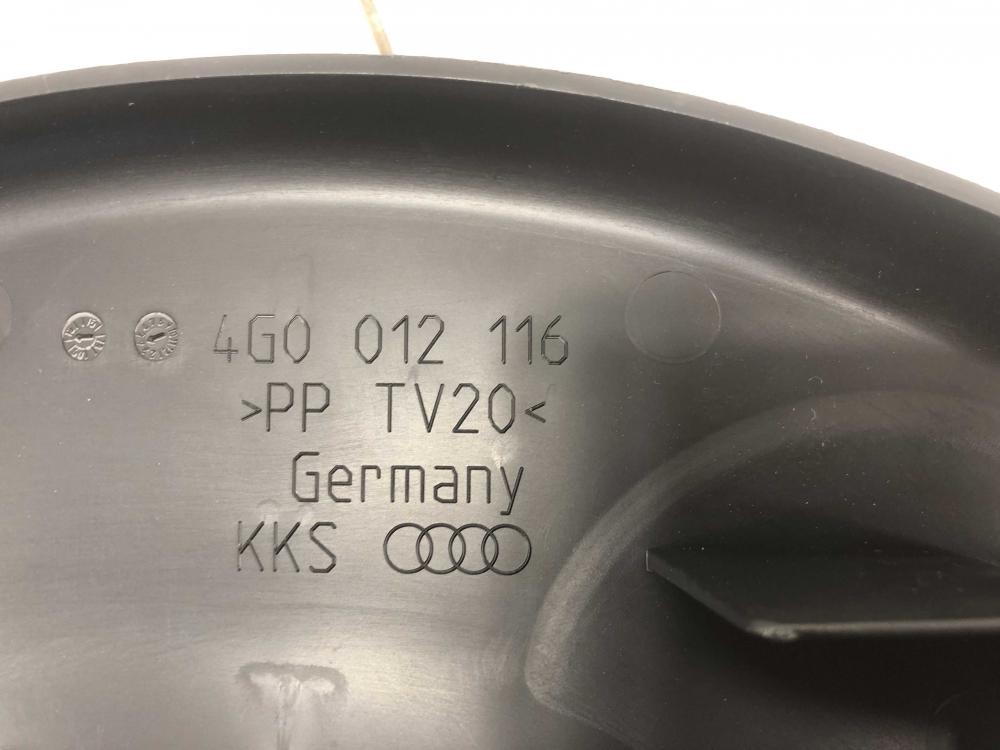 4G0 012 116
>PP TV20<
Germany
KKS